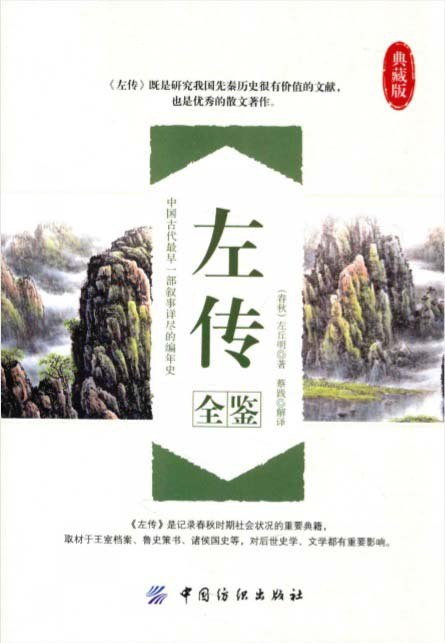 《左传》既是研究我国先秦历史很有价值的文献，
也是优秀的散文著作。
典藏版
左传
全鉴
中国古代最早一部叙事详尽的编年史
（春秋）左丘明◎著
蔡践◎解译
《左传》是记录春秋时期社会状况的重要典籍，
取材于王室档案、鲁史策书、诸侯国史等，对后世史学、文学都有重要影响。
中国纺织出版社